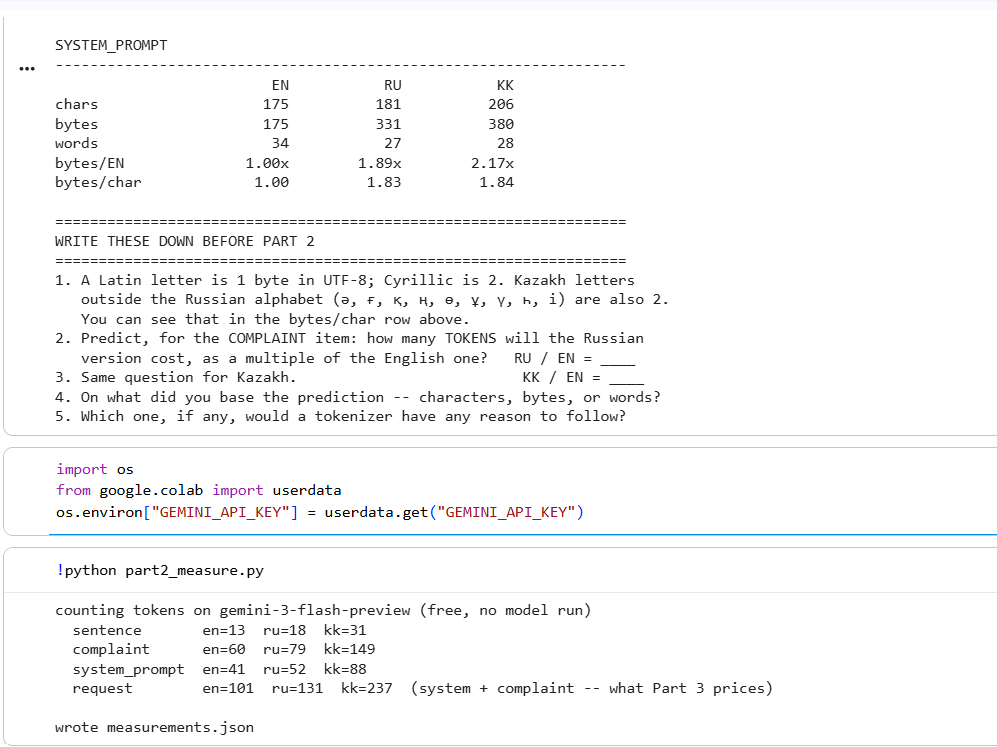 SYSTEM_PROMPT
------------------------------------------------------------------
EN RU KK
chars 175 181 206
bytes 175 331 380
words 34 27 28
bytes/EN 1.00x 1.89x 2.17x
bytes/char 1.00 1.83 1.84
==================================================================
WRITE THESE DOWN BEFORE PART 2
==================================================================
1. A Latin letter is 1 byte in UTF-8; Cyrillic is 2. Kazakh letters
outside the Russian alphabet (ә, ғ, қ, ң, ө, ұ, ү, һ, і) are also 2.
You can see that in the bytes/char row above.
2. Predict, for the COMPLAINT item: how many TOKENS will the Russian
version cost, as a multiple of the English one? RU / EN = ____
3. Same question for Kazakh. KK / EN = ____
4. On what did you base the prediction -- characters, bytes, or words?
5. Which one, if any, would a tokenizer have any reason to follow?
import os
from google.colab import userdata
os.environ["GEMINI_API_KEY"] = userdata.get("GEMINI_API_KEY")
!python part2_measure.py
counting tokens on gemini-3-flash-preview (free, no model run)
sentence en=13 ru=18 kk=31
complaint en=60 ru=79 kk=149
system_prompt en=41 ru=52 kk=88
request en=101 ru=131 kk=237 (system + complaint -- what Part 3 prices)
wrote measurements.json